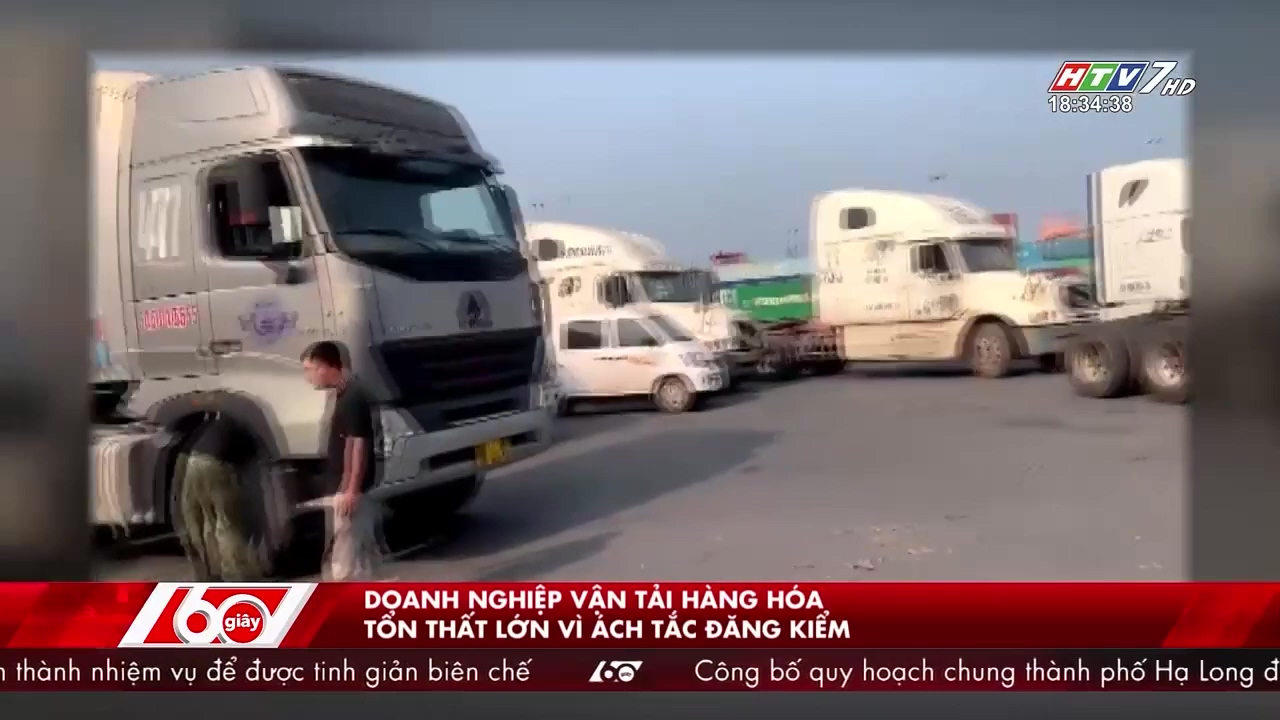 HTV7 HD
18:34:38
60 giây
DOANH NGHIỆP VẬN TẢI HÀNG HÓA
TỔN THẤT LỚN VÌ ÁCH TẮC ĐĂNG KIỂM
thành nhiệm vụ để được tinh giản biên chế
60 giây
Công bố quy hoạch chung thành phố Hạ Long